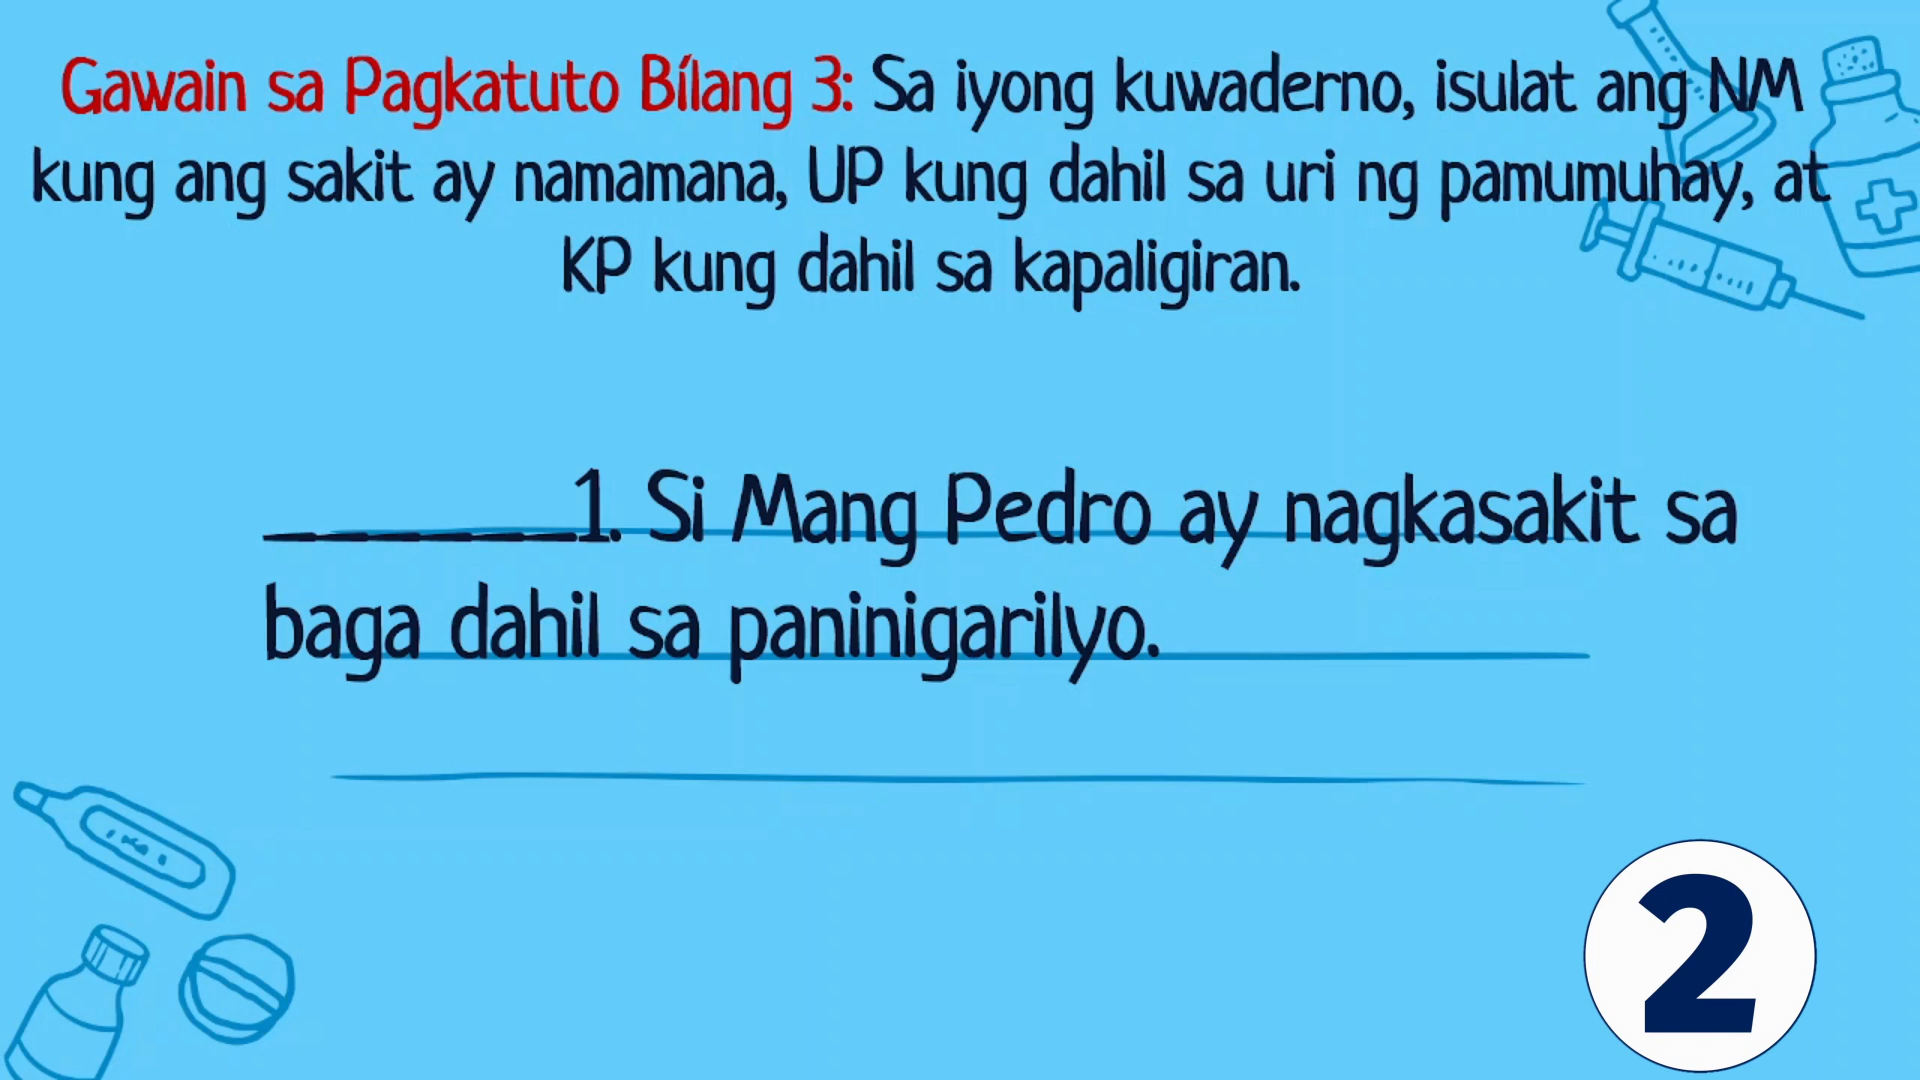 Gawain sa Pagkatuto Bílang 3: Sa iyong kuwaderno, isulat ang NM
kung ang sakit ay namamana, UP kung dahil sa uri ng pamumuhay, at
KP kung dahil sa kapaligiran.
______1. Si Mang Pedro ay nagkasakit sa
baga dahil sa paninigarilyo.
2